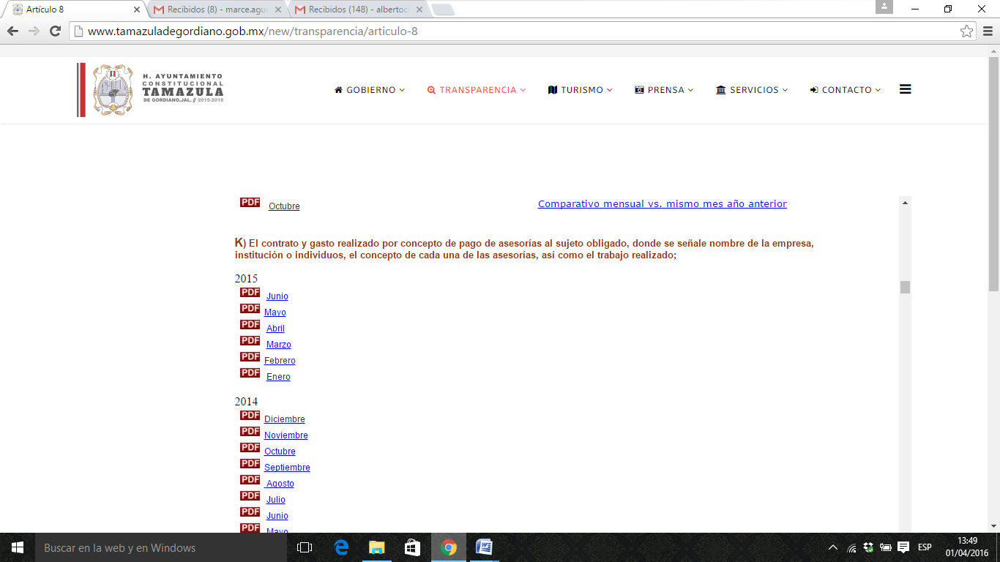 Artículo 8
Recibidos (8) - marce.agui
Recibidos (148) - albertoc
www.tamazuladegordiano.gob.mx/new/transparencia/articulo-8
H. AYUNTAMIENTO
CONSTITUCIONAL
TAMAZULA
DE GORDIANO,JAL. // 2015-2018
GOBIERNO
TRANSPARENCIA
TURISMO
PRENSA
SERVICIOS
CONTACTO
PDF Octubre
Comparativo mensual vs. mismo mes año anterior
K) El contrato y gasto realizado por concepto de pago de asesorías al sujeto obligado, donde se señale nombre de la empresa,
institución o individuos, el concepto de cada una de las asesorías, así como el trabajo realizado;
2015
PDF Junio
PDF Mayo
PDF Abril
PDF Marzo
PDF Febrero
PDF Enero
2014
PDF Diciembre
PDF Noviembre
PDF Octubre
PDF Septiembre
PDF Agosto
PDF Julio
PDF Junio
PDF Mayo
Buscar en la web y en Windows
ESP
13:49
01/04/2016